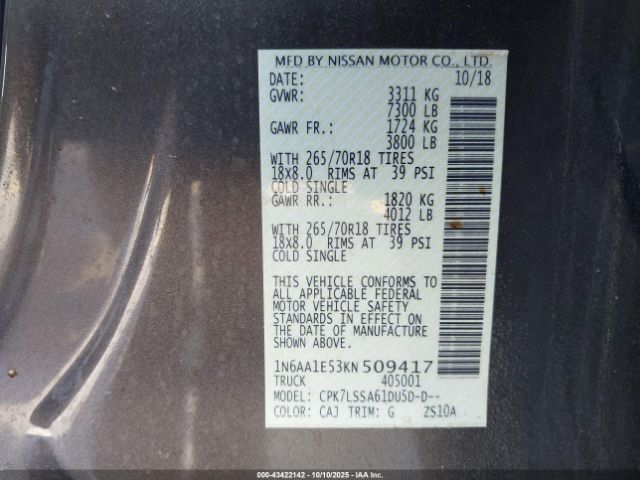 MFD BY NISSAN MOTOR CO., LTD.
DATE: 10/18
GVWR: 3311 KG
7300 LB
GAWR FR.: 1724 KG
3800 LB
WITH 265/70R18 TIRES
18X8.0 RIMS AT 39 PSI
COLD SINGLE
GAWR RR.: 1820 KG
4012 LB
WITH 265/70R18 TIRES
18X8.0 RIMS AT 39 PSI
COLD SINGLE
THIS VEHICLE CONFORMS TO
ALL APPLICABLE FEDERAL
MOTOR VEHICLE SAFETY
STANDARDS IN EFFECT ON
THE DATE OF MANUFACTURE
SHOWN ABOVE.
1N6AA1E53KN509417
TRUCK 405001
MODEL: CPK7LSSA61DU5D-D--
COLOR: CAJ TRIM: G ZS10A
000-43422142 - 10/10/2025 - IAAI.COM